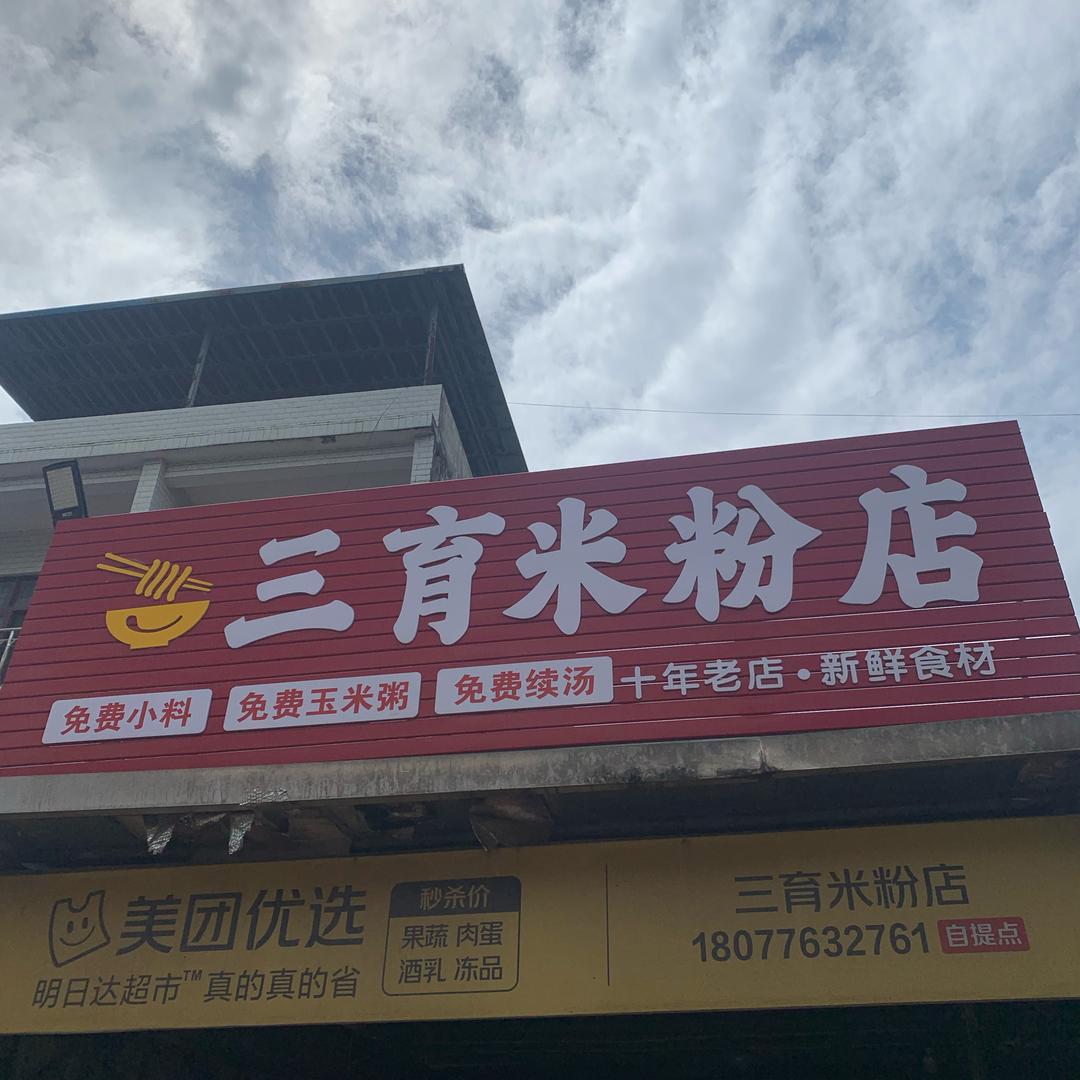 三育米粉店
免费小料 免费玉米粥 免费续汤 十年老店·新鲜食材
美团优选
明日达超市™真的真的省
秒杀价
果蔬 肉蛋
酒乳 冻品
三育米粉店
18077632761 自提点